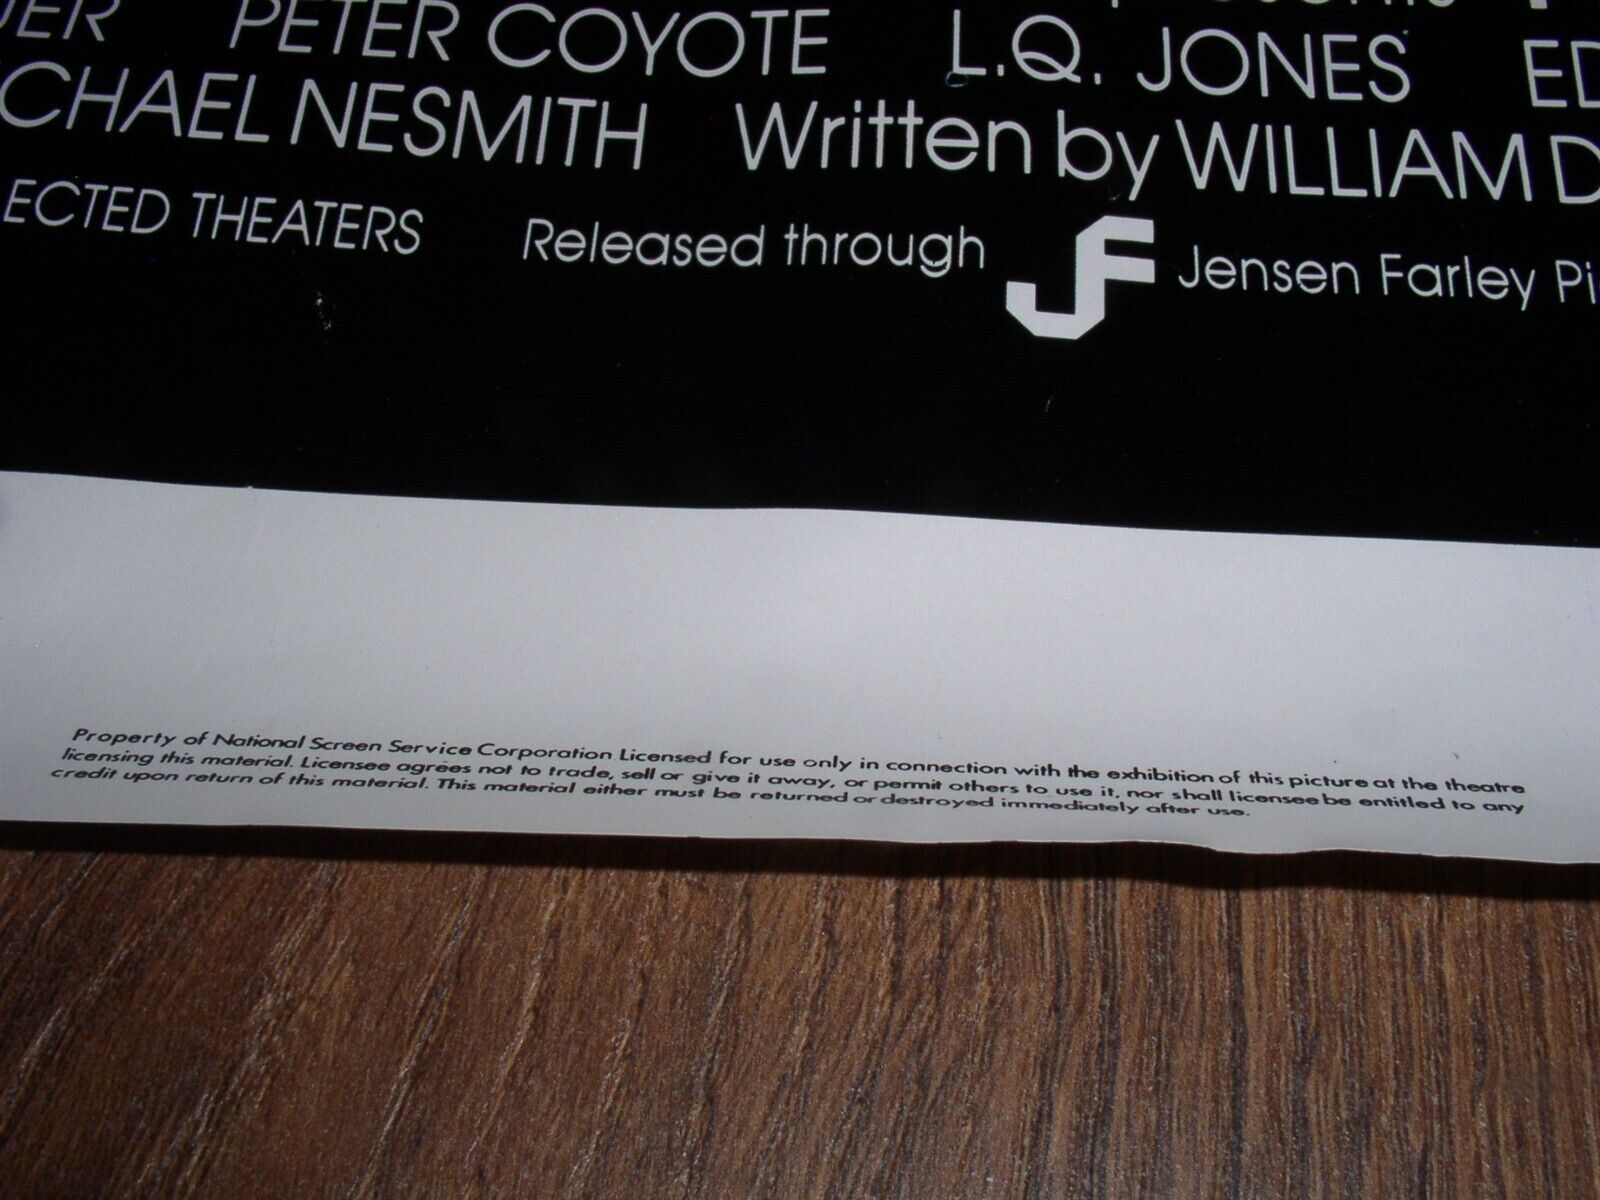 PETER COYOTE L.Q. JONES ED
CHAEL NESMITH Written by WILLIAM D
ECTED THEATERS Released through JF Jensen Farley Pi
Property of National Screen Service Corporation Licensed for use only in connection with the exhibition of this picture at the theatre
licensing this material. Licensee agrees not to trade, sell or give it away, or permit others to use it, nor shall licensee be entitled to any
credit upon return of this material. This material either must be returned or destroyed immediately after use.